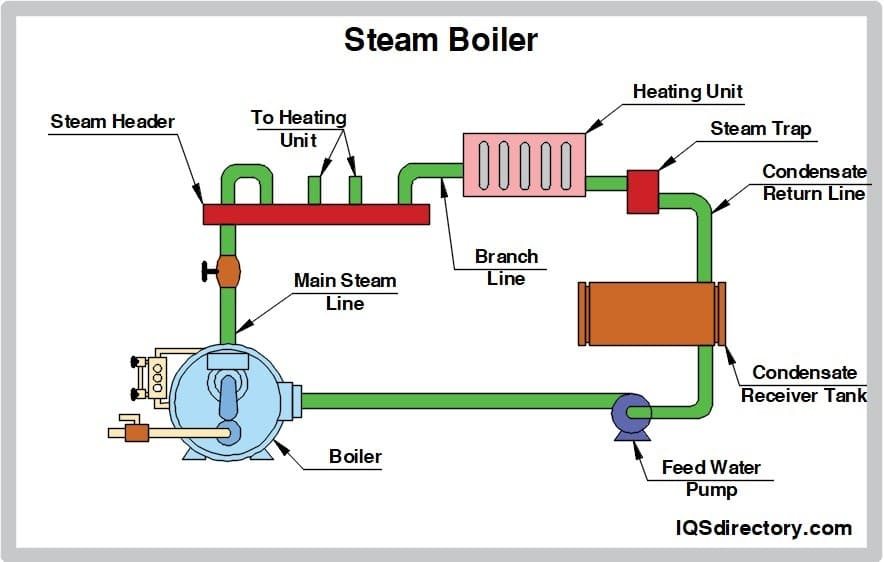 Steam Boiler
Steam Header
To Heating
Unit
Heating Unit
Steam Trap
Condensate
Return Line
Branch
Line
Main Steam
Line
Condensate
Receiver Tank
Boiler
Feed Water
Pump
IQSdirectory.com